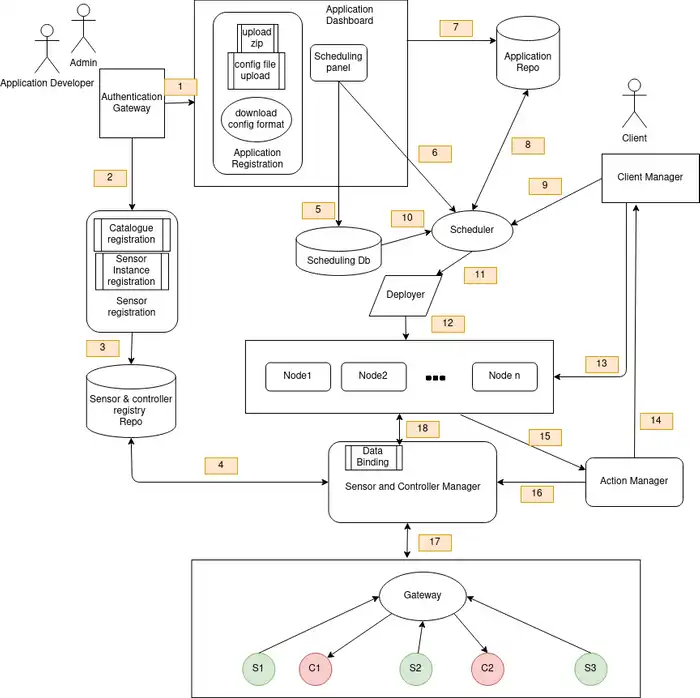 Application
Dashboard
upload
zip
config file
upload
download
config format
Application
Registration
Scheduling
panel
7
Application
Repo
Admin
Application Developer
Authentication
Gateway
1
Client
Client Manager
2
6
8
9
5
10
Catalogue
registration
Sensor
Instance
registration
Sensor
registration
Scheduling Db
Scheduler
11
Deployer
12
3
Sensor & controller
registry
Repo
Node1
Node2
Node n
13
14
18
15
4
Data
Binding
Sensor and Controller Manager
16
Action Manager
17
Gateway
S1
C1
S2
C2
S3